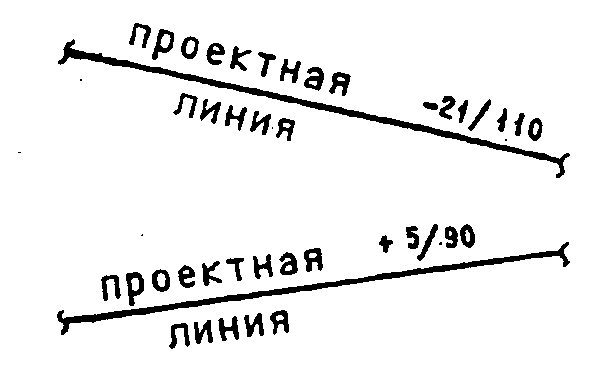 проектная
-21/110
линия
+ 5/90
проектная
линия